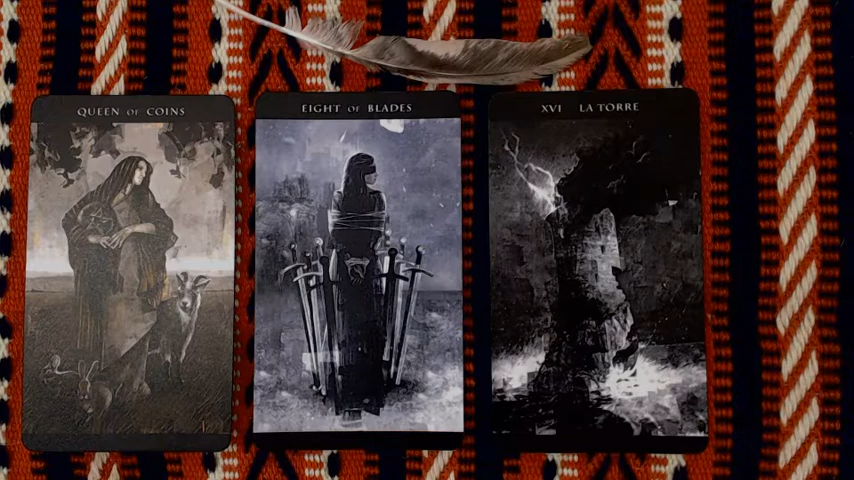 QUEEN OF COINS
EIGHT OF BLADES
XVI LA TORRE